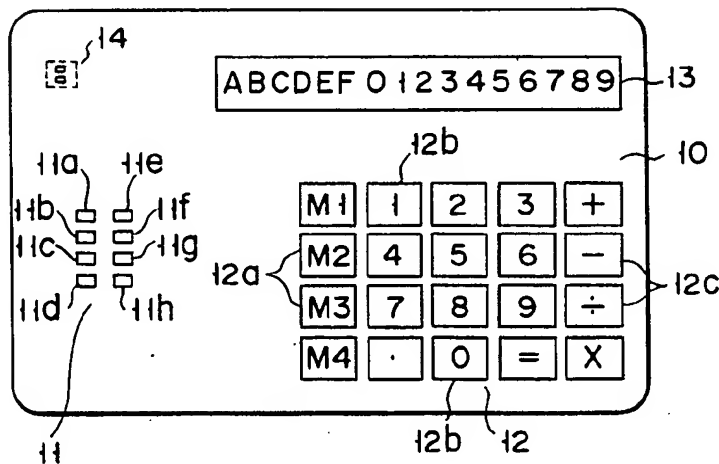 14
ABCDEF 0123456789
13
12b
10
11a 11e
11b 11f
11c 11g
11d 11h
11
M1 1 2 3 +
M2 4 5 6 −
12a
12c
M3 7 8 9 ÷
M4 · 0 = X
12b 12